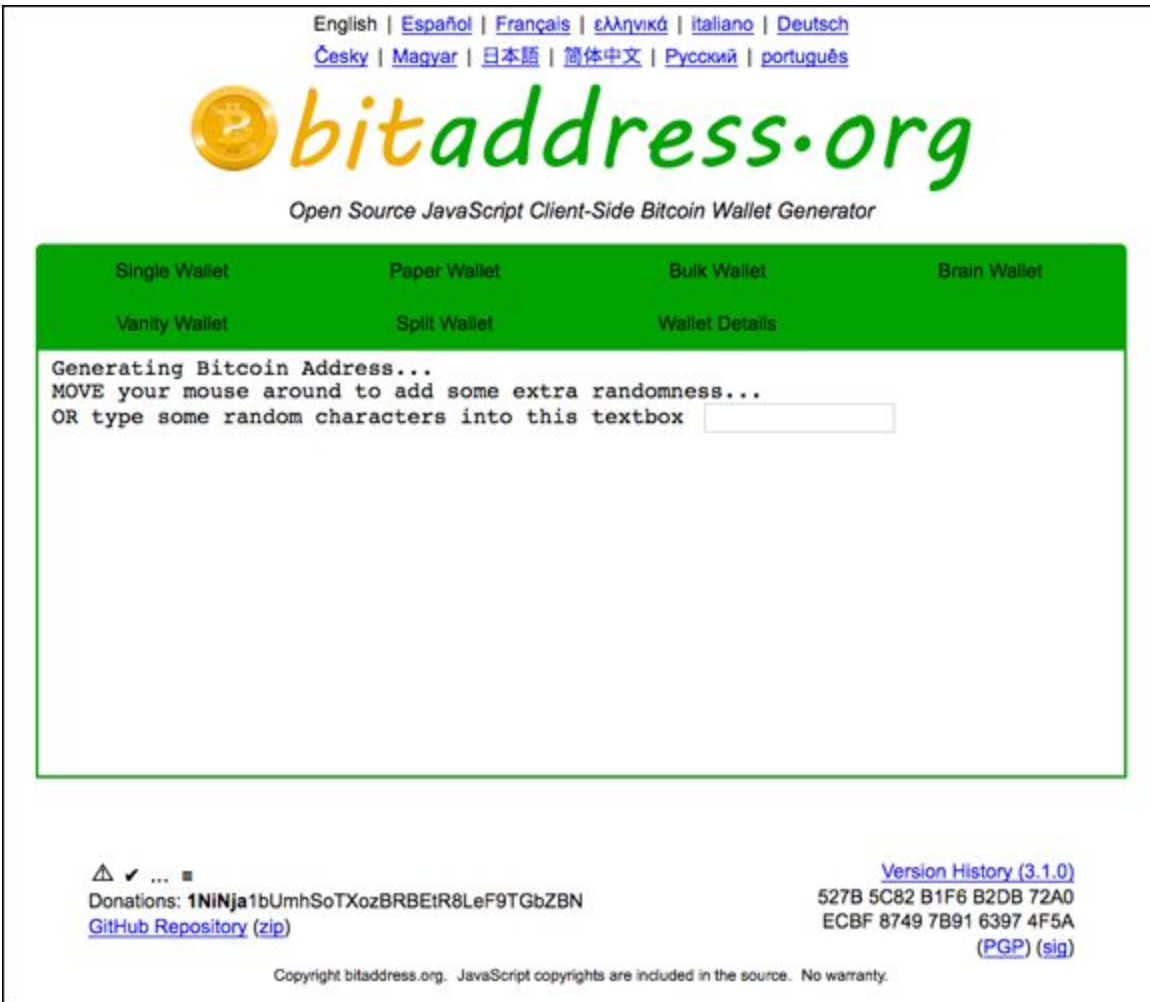 English | Español | Français | ελληνικά | italiano | Deutsch
Česky | Magyar | 日本語 | 简体中文 | Русский | português
bitaddress.org
Open Source JavaScript Client-Side Bitcoin Wallet Generator
Single Wallet Paper Wallet Bulk Wallet Brain Wallet
Vanity Wallet Split Wallet Wallet Details
Generating Bitcoin Address...
MOVE your mouse around to add some extra randomness...
OR type some random characters into this textbox
⚠ ✔ ... ≡
Donations: 1NiNja1bUmhSoTXozBRBEtR8LeF9TGbZBN
GitHub Repository (zip)
Version History (3.1.0)
527B 5C82 B1F6 B2DB 72A0
ECBF 8749 7B91 6397 4F5A
(PGP) (sig)
Copyright bitaddress.org. JavaScript copyrights are included in the source. No warranty.